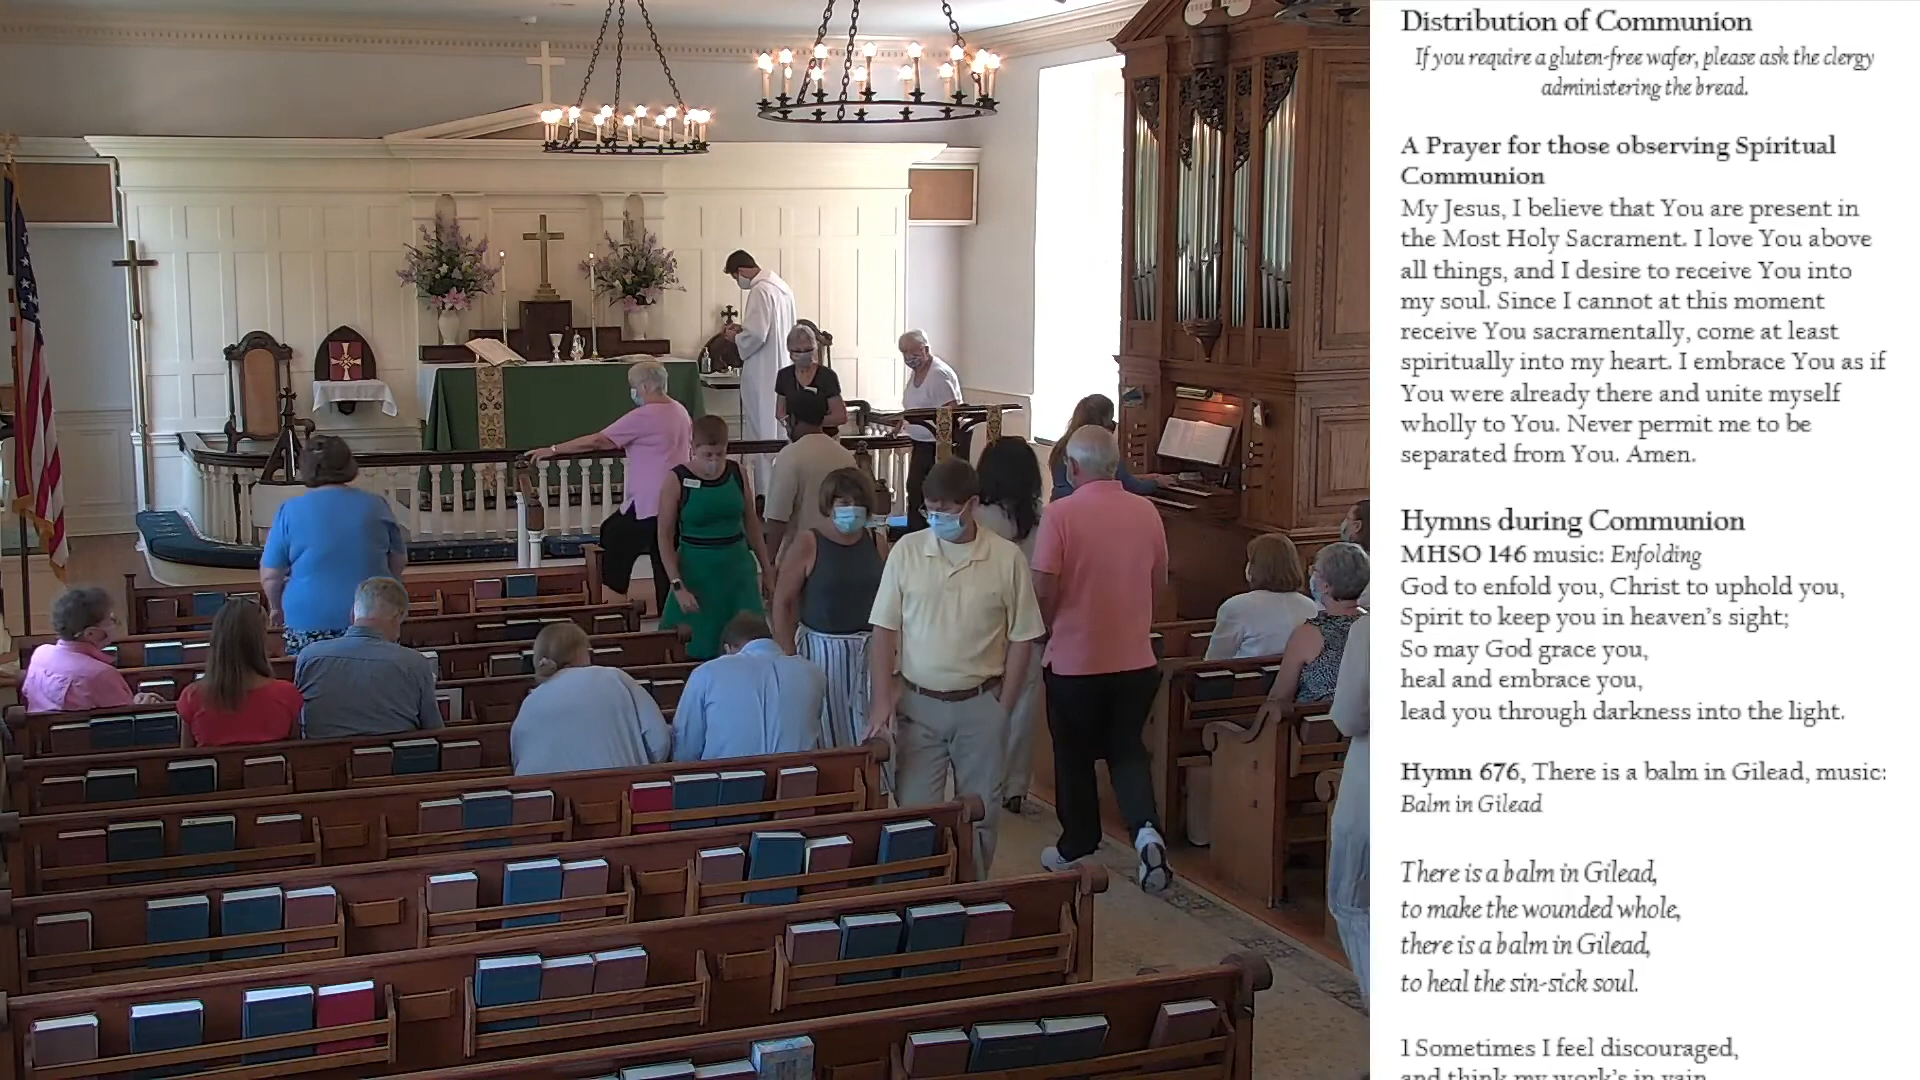 Distribution of Communion
If you require a gluten-free wafer, please ask the clergy
administering the bread.
A Prayer for those observing Spiritual
Communion
My Jesus, I believe that You are present in
the Most Holy Sacrament. I love You above
all things, and I desire to receive You into
my soul. Since I cannot at this moment
receive You sacramentally, come at least
spiritually into my heart. I embrace You as if
You were already there and unite myself
wholly to You. Never permit me to be
separated from You. Amen.
Hymns during Communion
MHSO 146 music: Enfolding
God to enfold you, Christ to uphold you,
Spirit to keep you in heaven's sight;
So may God grace you,
heal and embrace you,
lead you through darkness into the light.
Hymn 676, There is a balm in Gilead, music:
Balm in Gilead
There is a balm in Gilead,
to make the wounded whole,
there is a balm in Gilead,
to heal the sin-sick soul.
1 Sometimes I feel discouraged,
and think my work's in vain